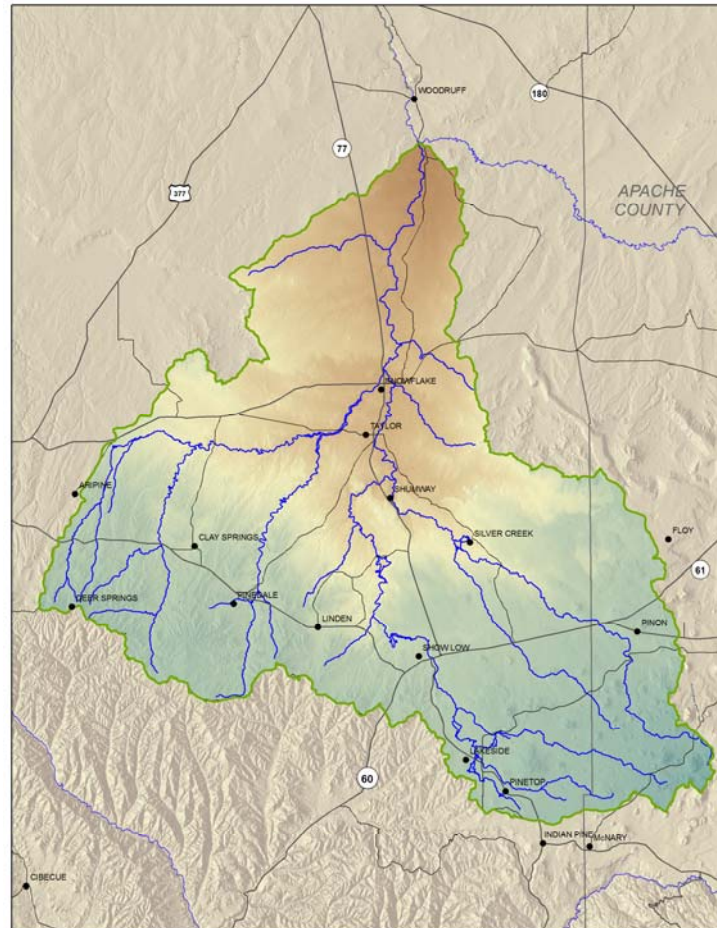 WOODRUFF
180
77
377
APACHE
COUNTY
SNOWFLAKE
TAYLOR
ARIPINE
SHUMWAY
CLAY SPRINGS
SILVER CREEK
FLOY
61
DEER SPRINGS
PINEDALE
LINDEN
PINON
SHOW LOW
LAKESIDE
60
PINETOP
INDIAN PINE
McNARY
CIBECUE